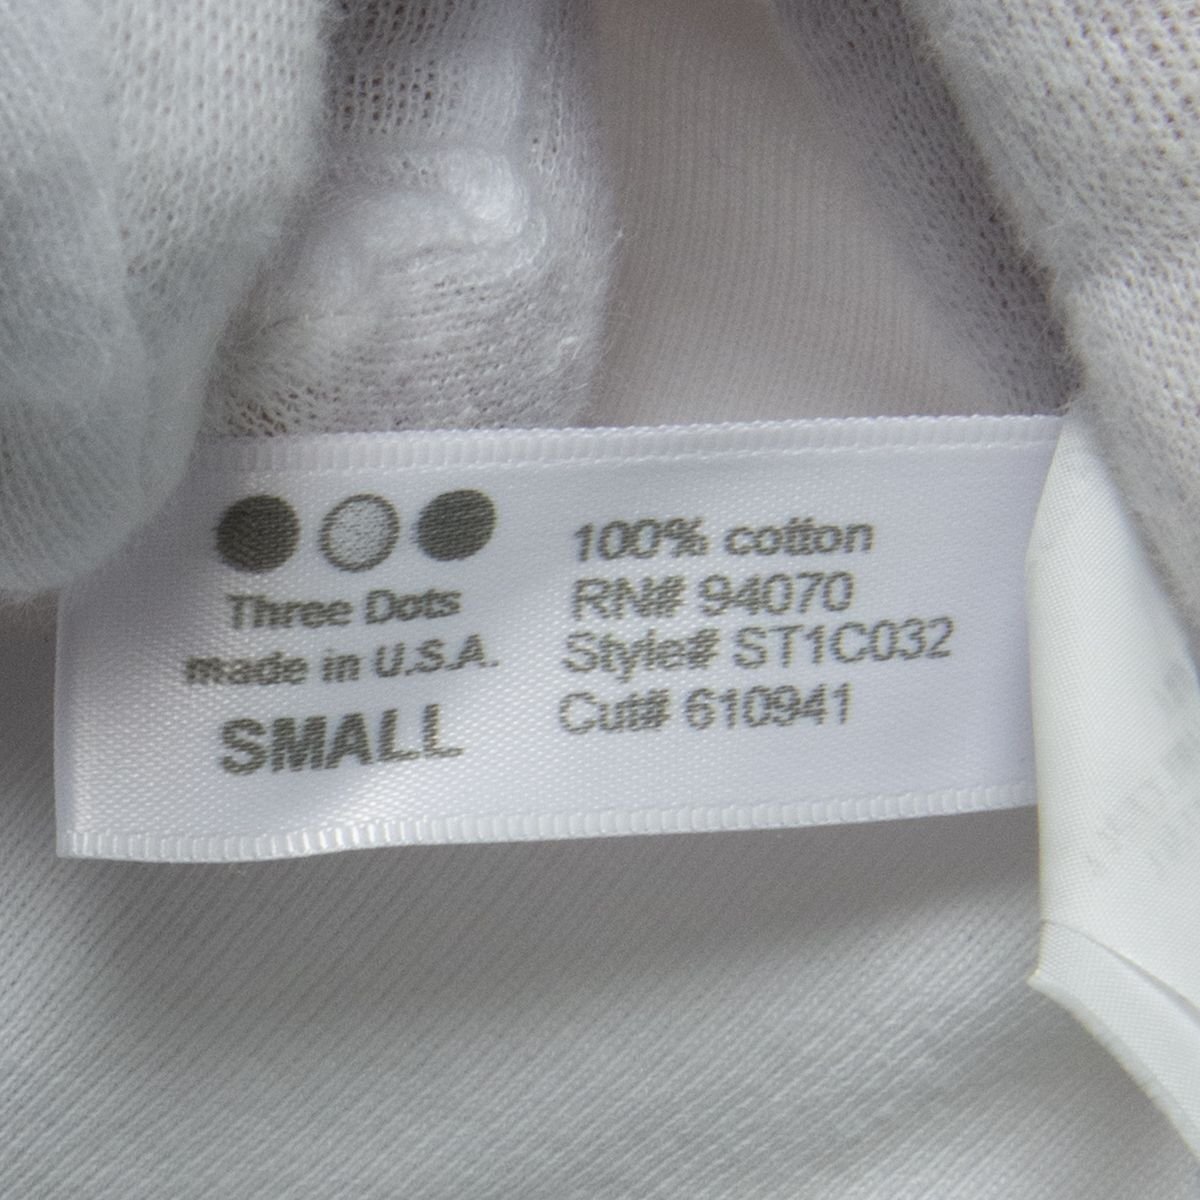 Three Dots
made in U.S.A.
SMALL
100% cotton
RN# 94070
Style# ST1C032
Cut# 610941